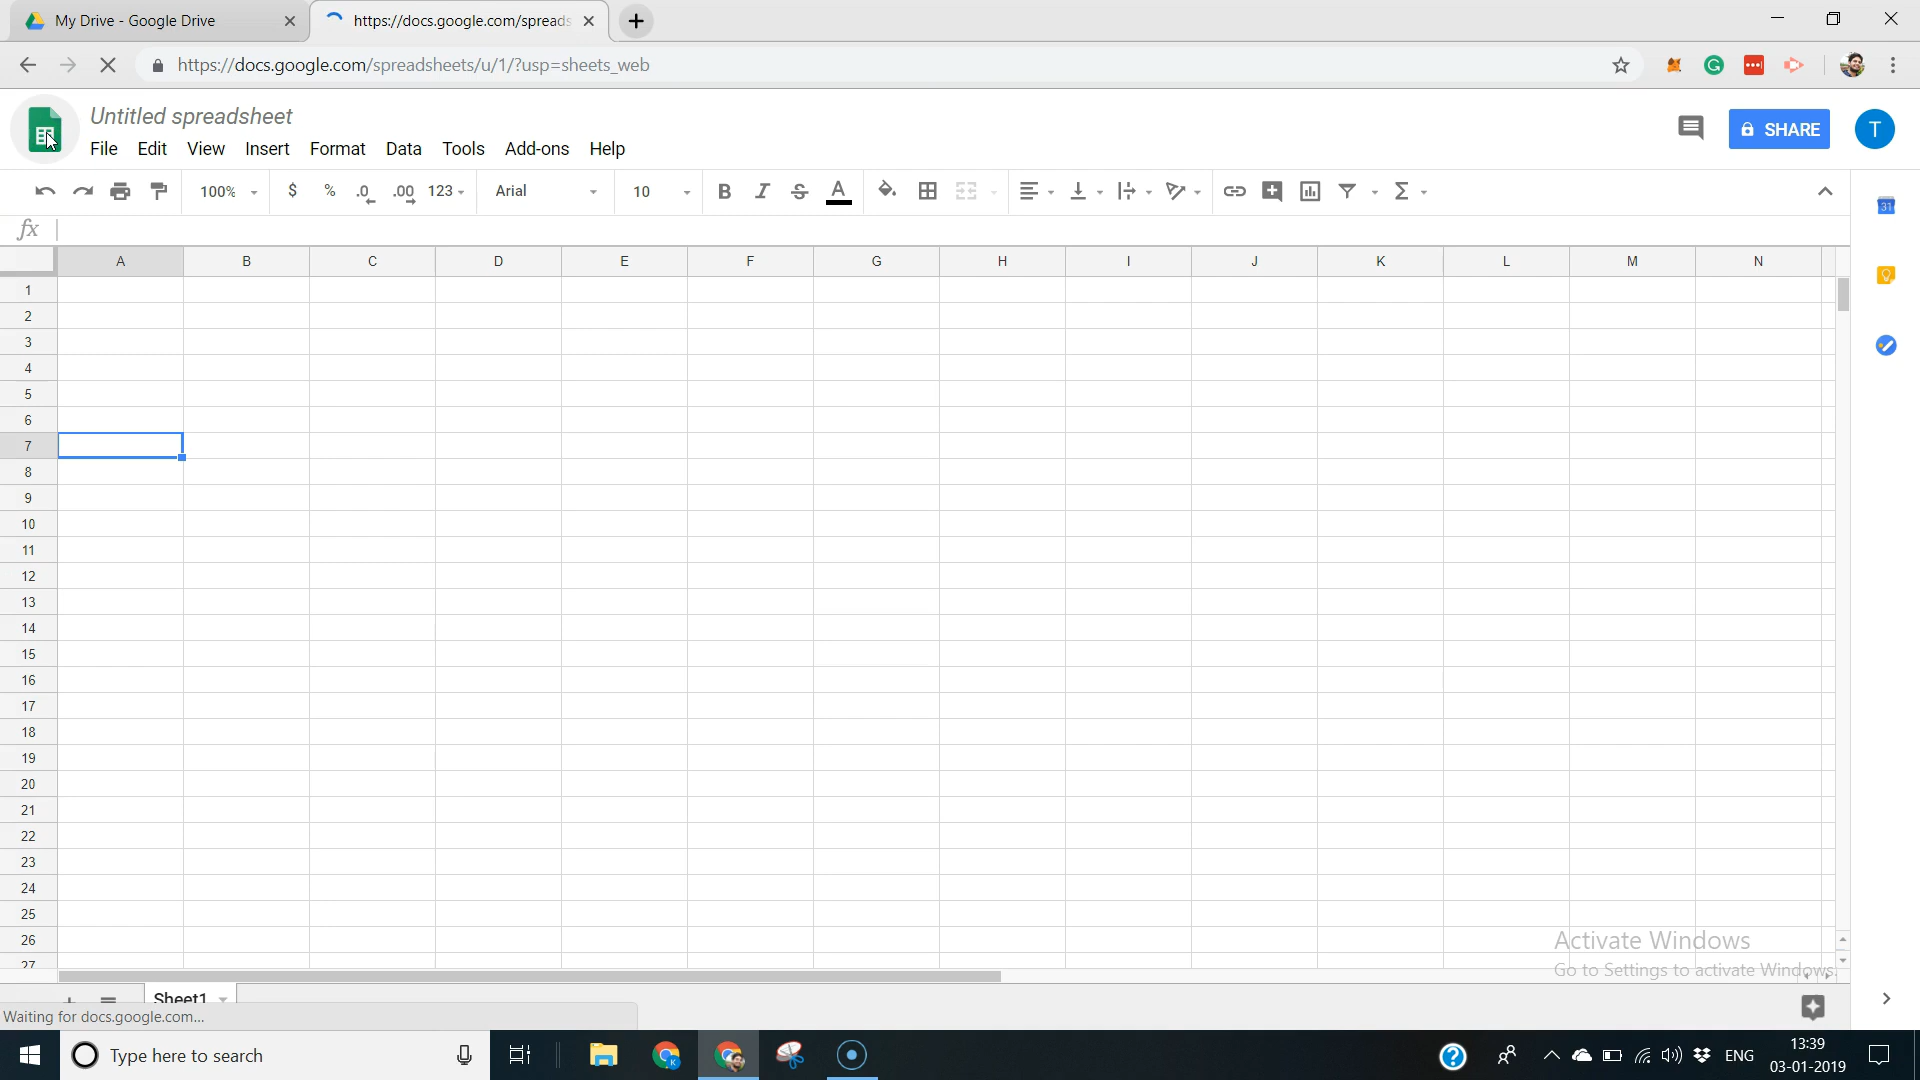 My Drive - Google Drive
https://docs.google.com/spreads
https://docs.google.com/spreadsheets/u/1/?usp=sheets_web
Untitled spreadsheet
SHARE
T
File Edit View Insert Format Data Tools Add-ons Help
100% $ % .0 .00 123 Arial 10 B I S A
31
fx
A B C D E F G H I J K L M N
1
2
3
4
5
6
7
8
9
10
11
12
13
14
15
16
17
18
19
20
21
22
23
24
25
26
27
Activate Windows
Go to Settings to activate Windows.
Sheet1
Waiting for docs.google.com...
Type here to search
ENG
13:39
03-01-2019